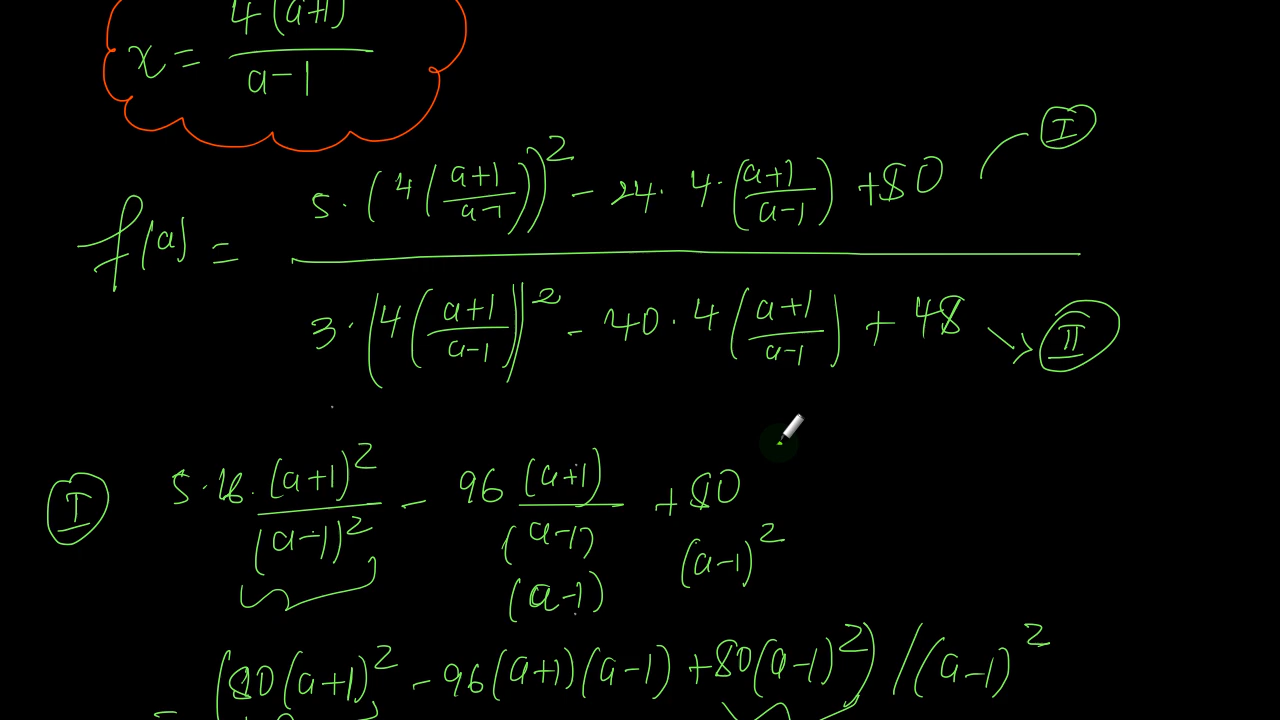 x = 4(a+1) / a-1
f(a) = 5·(4(a+1/a-1))² - 24·4·(a+1/a-1) + 80 I
3·(4(a+1/a-1))² - 40·4(a+1/a-1) + 48 II
I 5·16·(a+1)²/(a-1)² - 96 (a+1)/(a-1) + 80
(a-1) (a-1)²
= (80(a+1)² - 96(a+1)(a-1) + 80(a-1)²) / (a-1)²